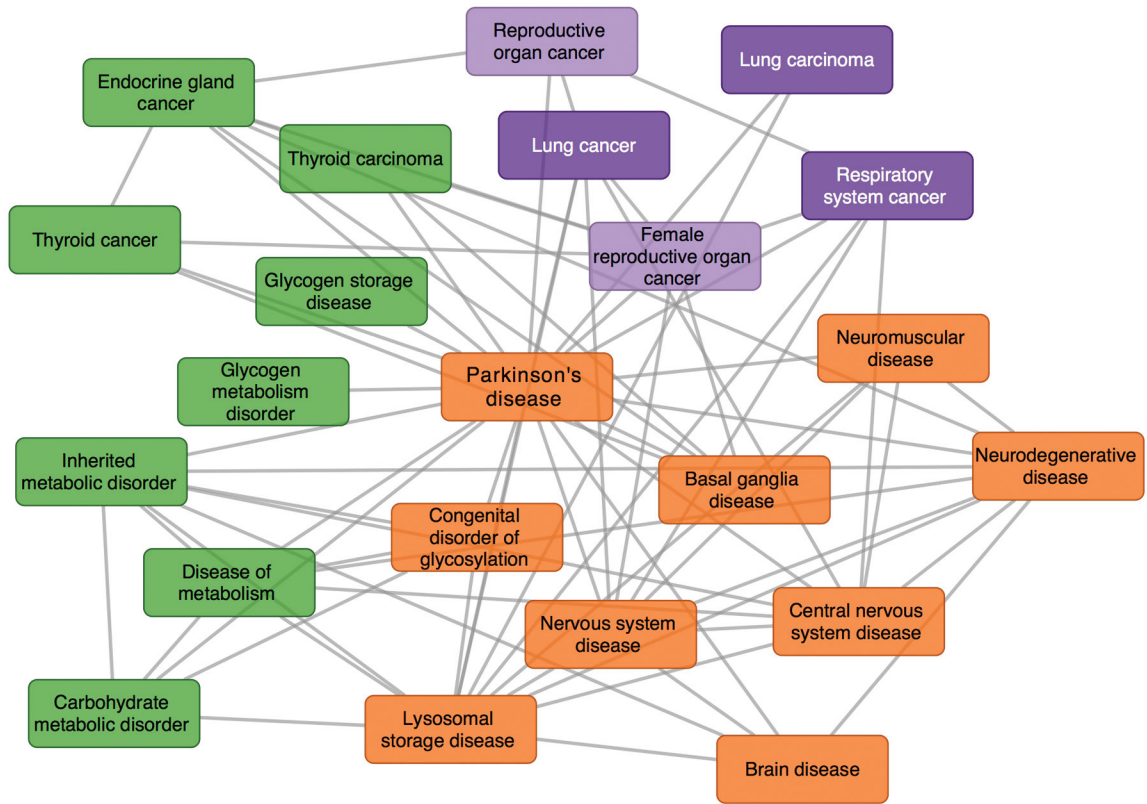 Reproductive
organ cancer
Lung carcinoma
Endocrine gland
cancer
Lung cancer
Thyroid carcinoma
Respiratory
system cancer
Thyroid cancer
Female
reproductive organ
cancer
Glycogen storage
disease
Neuromuscular
disease
Parkinson's
disease
Glycogen
metabolism
disorder
Inherited
metabolic disorder
Neurodegenerative
disease
Basal ganglia
disease
Congenital
disorder of
glycosylation
Disease of
metabolism
Nervous system
disease
Central nervous
system disease
Carbohydrate
metabolic disorder
Lysosomal
storage disease
Brain disease